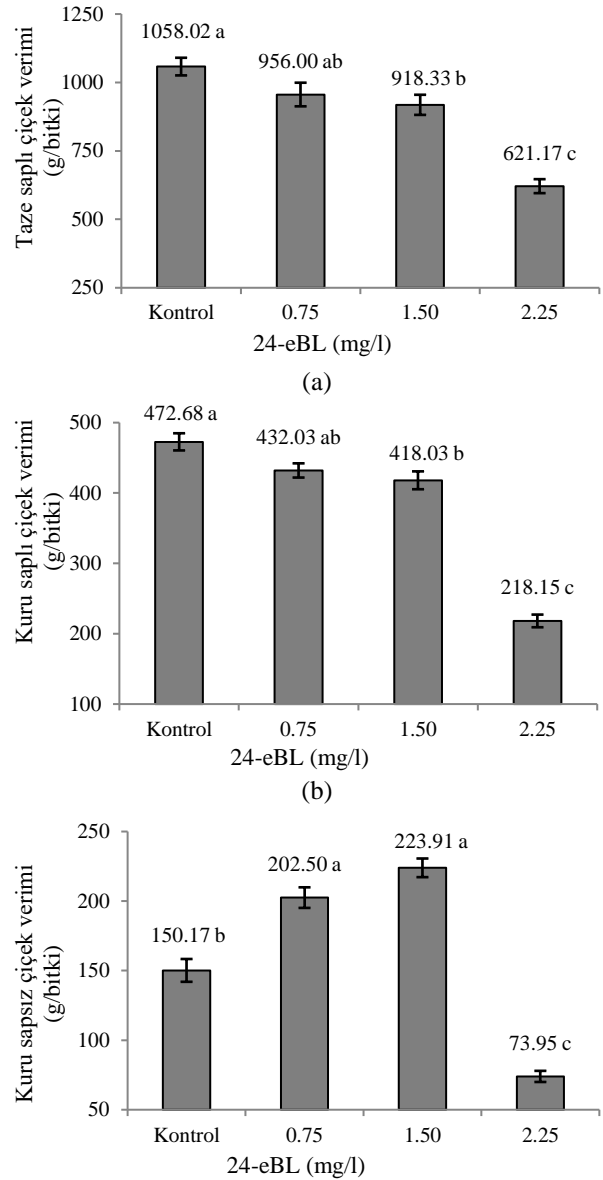 Taze saplı çiçek verimi
(g/bitki)
1250
1000
750
500
250
1058.02 a
956.00 ab
918.33 b
621.17 c
Kontrol 0.75 1.50 2.25
24-eBL (mg/l)
(a)
Kuru saplı çiçek verimi
(g/bitki)
500
400
300
200
100
472.68 a
432.03 ab
418.03 b
218.15 c
Kontrol 0.75 1.50 2.25
24-eBL (mg/l)
(b)
Kuru sapsız çiçek verimi
(g/bitki)
250
200
150
100
50
150.17 b
202.50 a
223.91 a
73.95 c
Kontrol 0.75 1.50 2.25
24-eBL (mg/l)